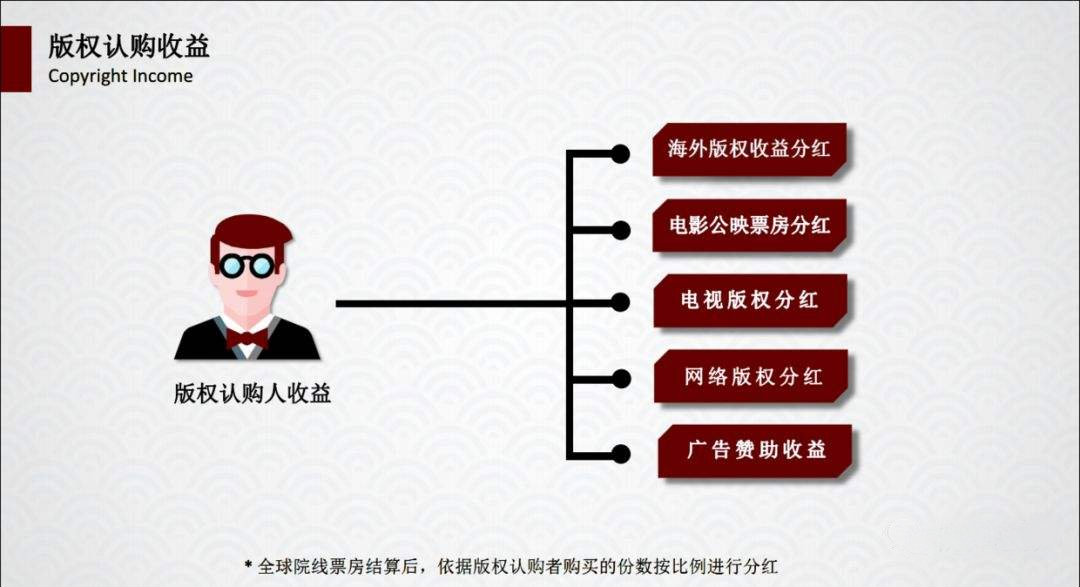 版权认购收益
Copyright Income
海外版权收益分红
电影公映票房分红
电视版权分红
网络版权分红
广告赞助收益
版权认购人收益
* 全球院线票房结算后，依据版权认购者购买的份数按比例进行分红